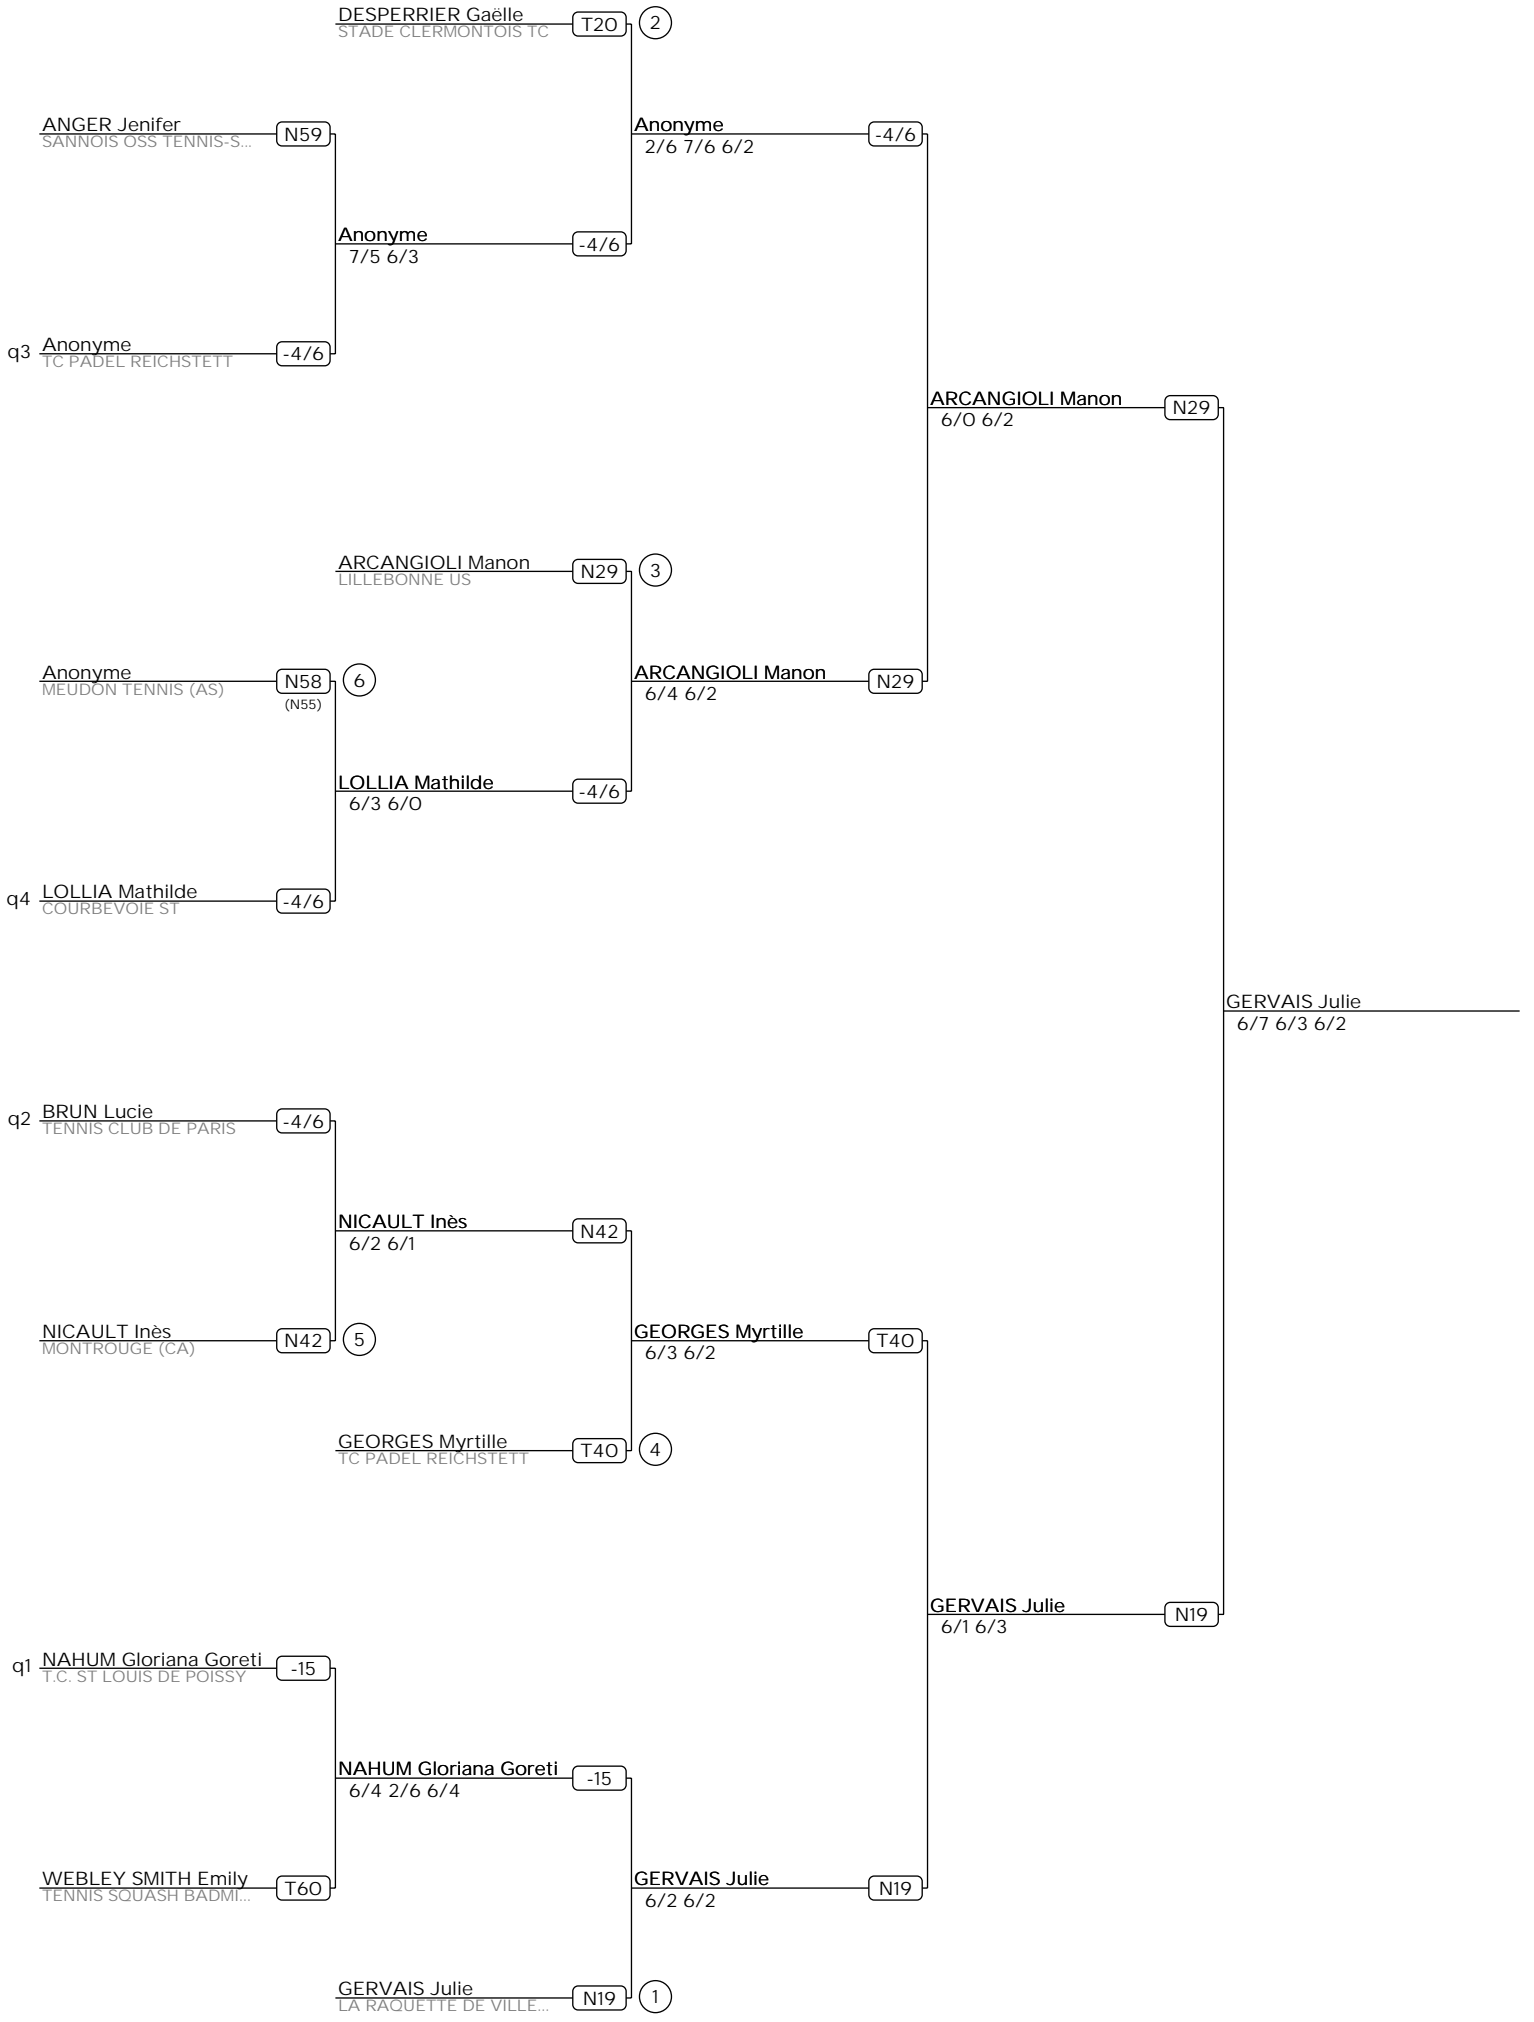 DESPERRIER Gaëlle
STADE CLERMONTOIS TC
T20
2
ANGER Jenifer
SANNOIS OSS TENNIS-S...
N59
Anonyme
2/6 7/6 6/2
-4/6
Anonyme
7/5 6/3
-4/6
q3
Anonyme
TC PADEL REICHSTETT
-4/6
ARCANGIOLI Manon
6/0 6/2
N29
ARCANGIOLI Manon
LILLEBONNE US
N29
3
Anonyme
MEUDON TENNIS (AS)
N58
(N55)
6
ARCANGIOLI Manon
6/4 6/2
N29
LOLLIA Mathilde
6/3 6/0
-4/6
q4
LOLLIA Mathilde
COURBEVOIE ST
-4/6
GERVAIS Julie
6/7 6/3 6/2
q2
BRUN Lucie
TENNIS CLUB DE PARIS
-4/6
NICAULT Inès
6/2 6/1
N42
NICAULT Inès
MONTROUGE (CA)
N42
5
GEORGES Myrtille
6/3 6/2
T40
GEORGES Myrtille
TC PADEL REICHSTETT
T40
4
GERVAIS Julie
6/1 6/3
N19
q1
NAHUM Gloriana Goreti
T.C. ST LOUIS DE POISSY
-15
NAHUM Gloriana Goreti
6/4 2/6 6/4
-15
WEBLEY SMITH Emily
TENNIS SQUASH BADMI...
T60
GERVAIS Julie
6/2 6/2
N19
GERVAIS Julie
LA RAQUETTE DE VILLE...
N19
1